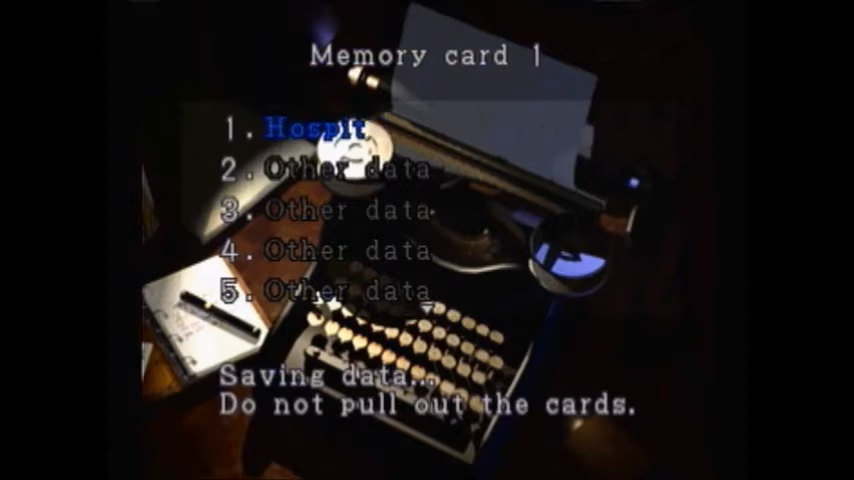 Memory card 1
1. Hospit
2. Other data
3. Other data
4. Other data
5. Other data
Saving data...
Do not pull out the cards.